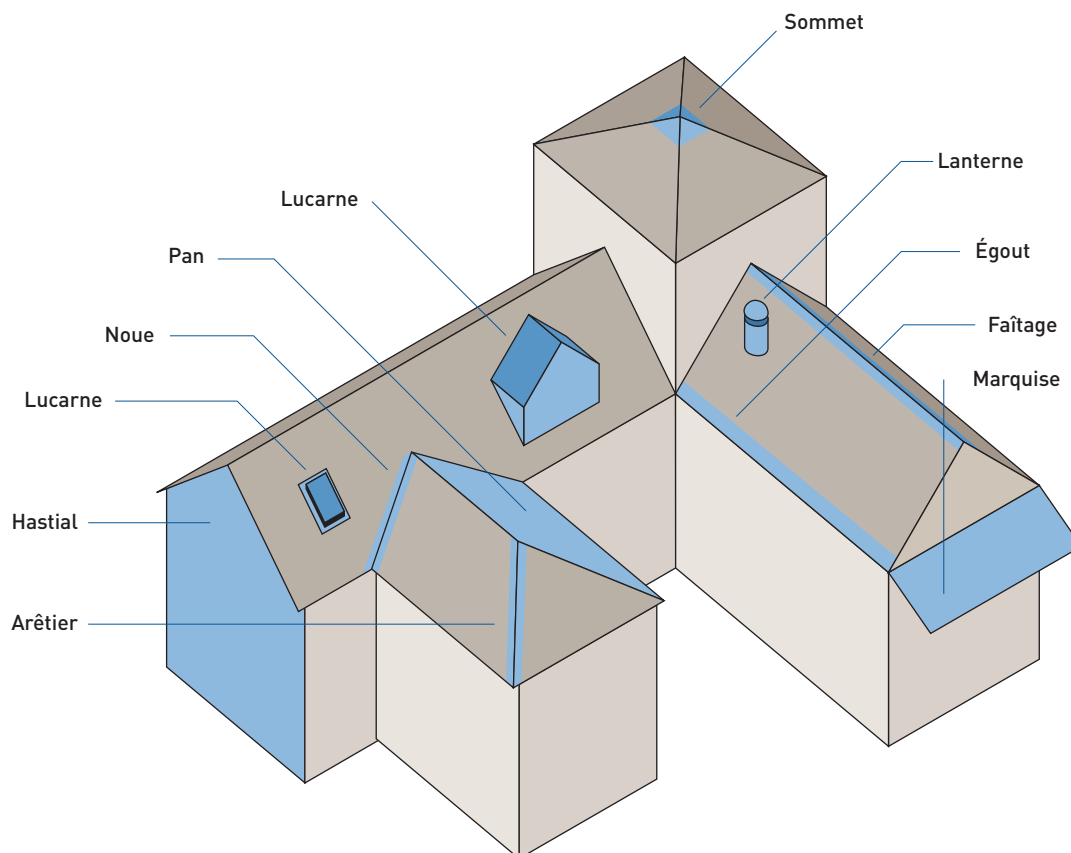 Sommet
Lanterne
Lucarne
Pan
Égout
Noue
Faîtage
Marquise
Lucarne
Hastial
Arêtier